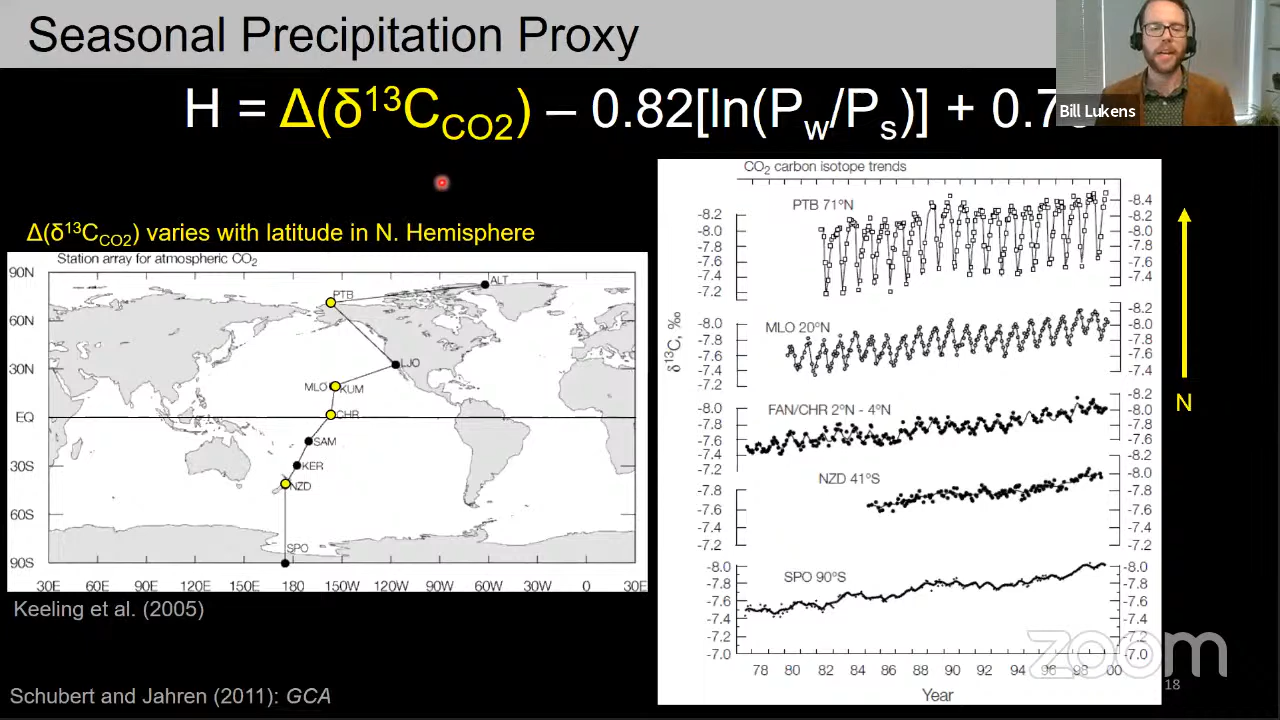 Seasonal Precipitation Proxy
Bill Lukens
H = Δ(δ¹³C_CO2) – 0.82[ln(Pw/Ps)] + 0.7
Δ(δ¹³C_CO2) varies with latitude in N. Hemisphere
Station array for atmospheric CO₂
90N
60N
30N
EQ
30S
60S
90S
ALT
PTB
LJO
MLO
KUM
CHR
SAM
KER
NZD
SPO
30E 60E 90E 120E 150E 180 150W 120W 90W 60W 30W 0 30E
Keeling et al. (2005)
CO₂ carbon isotope trends
PTB 71°N
-8.2
-8.0
-7.8
-7.6
-7.4
-7.2
-8.4
-8.2
-8.0
-7.8
-7.6
-7.4
MLO 20°N
-8.0
-7.8
-7.6
-7.4
-7.2
-8.2
-8.0
-7.8
-7.6
-7.4
δ¹³C, ‰
FAN/CHR 2°N - 4°N
-8.0
-7.8
-7.6
-7.4
-7.2
-8.2
-8.0
-7.8
-7.6
-8.2
NZD 41°S
-7.8
-7.6
-7.4
-7.2
-8.0
-7.8
-7.6
-7.4
-7.2
SPO 90°S
-8.0
-7.8
-7.6
-7.4
-7.2
-7.0
-8.0
-7.8
-7.6
-7.4
-7.2
-7.0
78 80 82 84 86 88 90 92 94 96 98 00
Year
N
zoom
18
Schubert and Jahren (2011): GCA